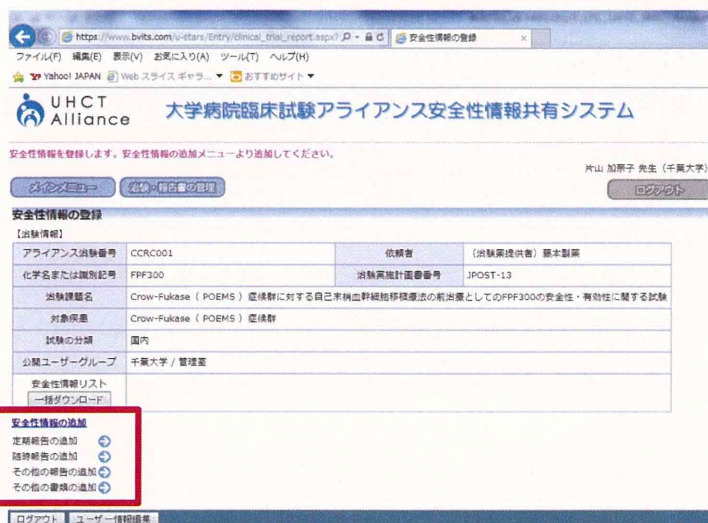 https://www.bvits.com/u-stars/Entry/clinical_trial_report.aspx?
安全性情報の登録
ファイル(F) 編集(E) 表示(V) お気に入り(A) ツール(T) ヘルプ(H)
Yahoo! JAPAN Web スライス ギャラ... おすすめサイト
UHCT Alliance 大学病院臨床試験アライアンス安全性情報共有システム
安全性情報を登録します。安全性情報の追加メニューより追加してください。
片山 加奈子 先生（千葉大学）
メインメニュー 治験・報告書の管理 ログアウト
安全性情報の登録
【治験情報】
アライアンス治験番号 CCRC001 依頼者 （治験薬提供者）藤本製薬
化学名または識別記号 FPF300 治験実施計画書番号 JPOST-13
治験課題名 Crow-Fukase（POEMS）症候群に対する自己末梢血幹細胞移植療法の前治療としてのFPF300の安全性・有効性に関する試験
対象疾患 Crow-Fukase（POEMS）症候群
試験の分類 国内
公開ユーザーグループ 千葉大学 / 管理室
安全性情報リスト
一括ダウンロード
安全性情報の追加
定期報告の追加
随時報告の追加
その他の報告の追加
その他の書類の追加
ログアウト ユーザー情報編集